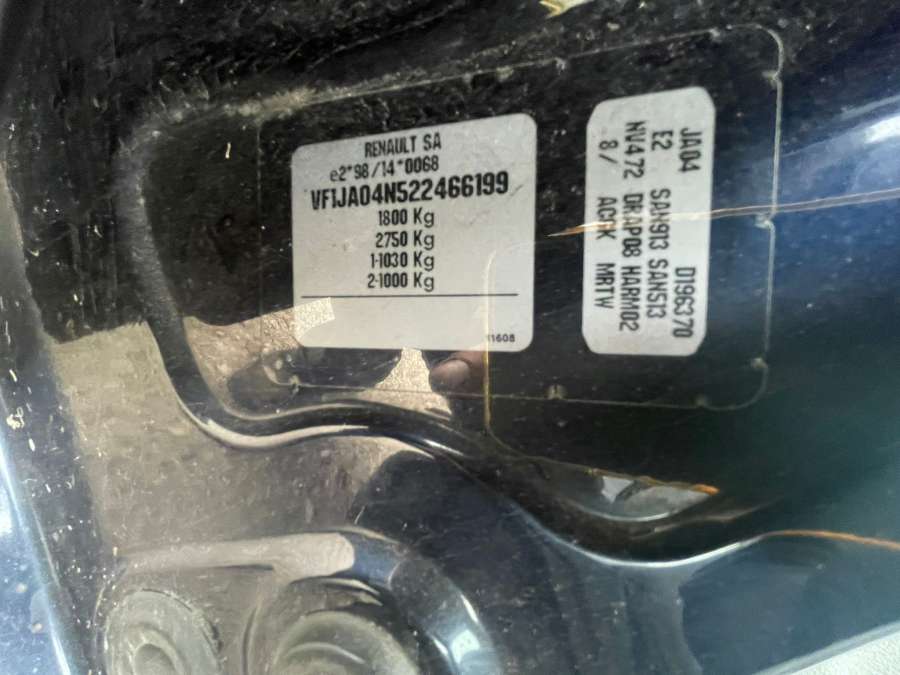 RENAULT SA
e2*98/14*0068
VF1JA04N522466199
1800 Kg
2750 Kg
1-1030 Kg
2-1000 Kg
11608
JA04 D196370
E2 SAN913 SAN513
NV472 DRAP08 HARM02
8/ MRTW